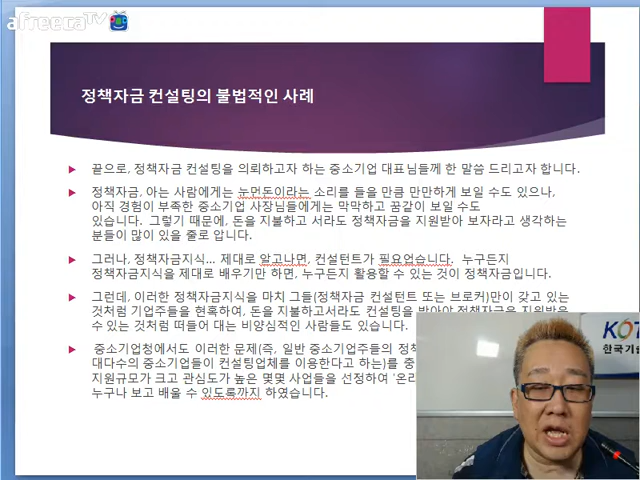 afreecaTV
정책자금 컨설팅의 불법적인 사례
끝으로, 정책자금 컨설팅을 의뢰하고자 하는 중소기업 대표님들께 한 말씀 드리고자 합니다.
정책자금, 아는 사람에게는 눈먼돈이라는 소리를 들을 만큼 만만하게 보일 수도 있으나,
아직 경험이 부족한 중소기업 사장님들에게는 막막하고 꿈같이 보일 수도
있습니다. 그렇기 때문에, 돈을 지불하고 서라도 정책자금을 지원받아 보자라고 생각하는
분들이 많이 있을 줄로 압니다.
그러나, 정책자금지식... 제대로 알고나면, 컨설턴트가 필요없습니다. 누구든지
정책자금지식을 제대로 배우기만 하면, 누구든지 활용할 수 있는 것이 정책자금입니다.
그런데, 이러한 정책자금지식을 마치 그들(정책자금 컨설턴트 또는 브로커)만이 갖고 있는
것처럼 기업주들을 현혹하여, 돈을 지불하고서라도 컨설팅을 받아야 정책자금을 지원받을
수 있는 것처럼 떠들어 대는 비양심적인 사람들도 있습니다.
중소기업청에서도 이러한 문제(즉, 일반 중소기업주들의 정책
대다수의 중소기업들이 컨설팅업체를 이용한다고 하는)를 중
지원규모가 크고 관심도가 높은 몇몇 사업들을 선정하여 '온라
누구나 보고 배울 수 있도록까지 하였습니다.
KOT
한국기술